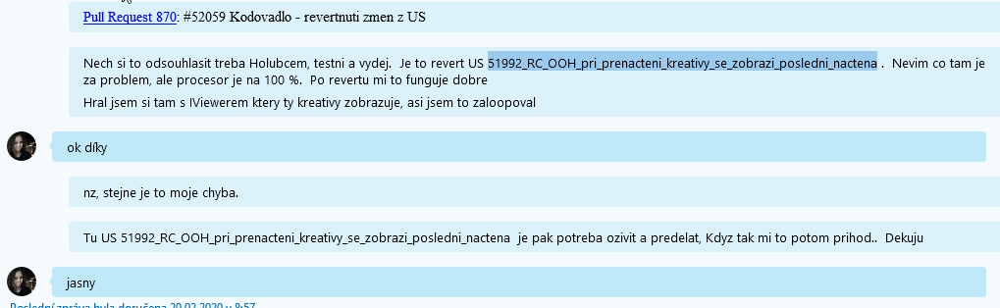 Pull Request 870: #52059 Kodovadlo - revertnuti zmen z US
Nech si to odsouhlasit treba Holubcem, testni a vydej.  Je to revert US 51992_RC_OOH_pri_prenacteni_kreativy_se_zobrazi_posledni_nactena .  Nevim co tam je
za problem, ale procesor je na 100 %.  Po revertu mi to funguje dobre
Hral jsem si tam s IViewerem ktery ty kreativy zobrazuje, asi jsem to zaloopoval
ok díky
nz, stejne je to moje chyba.
Tu US 51992_RC_OOH_pri_prenacteni_kreativy_se_zobrazi_posledni_nactena  je pak potreba ozivit a predelat, Kdyz tak mi to potom prihod..  Dekuju
jasny
Poslední zpráva byla doručena 20.02.2020 v 8:57.